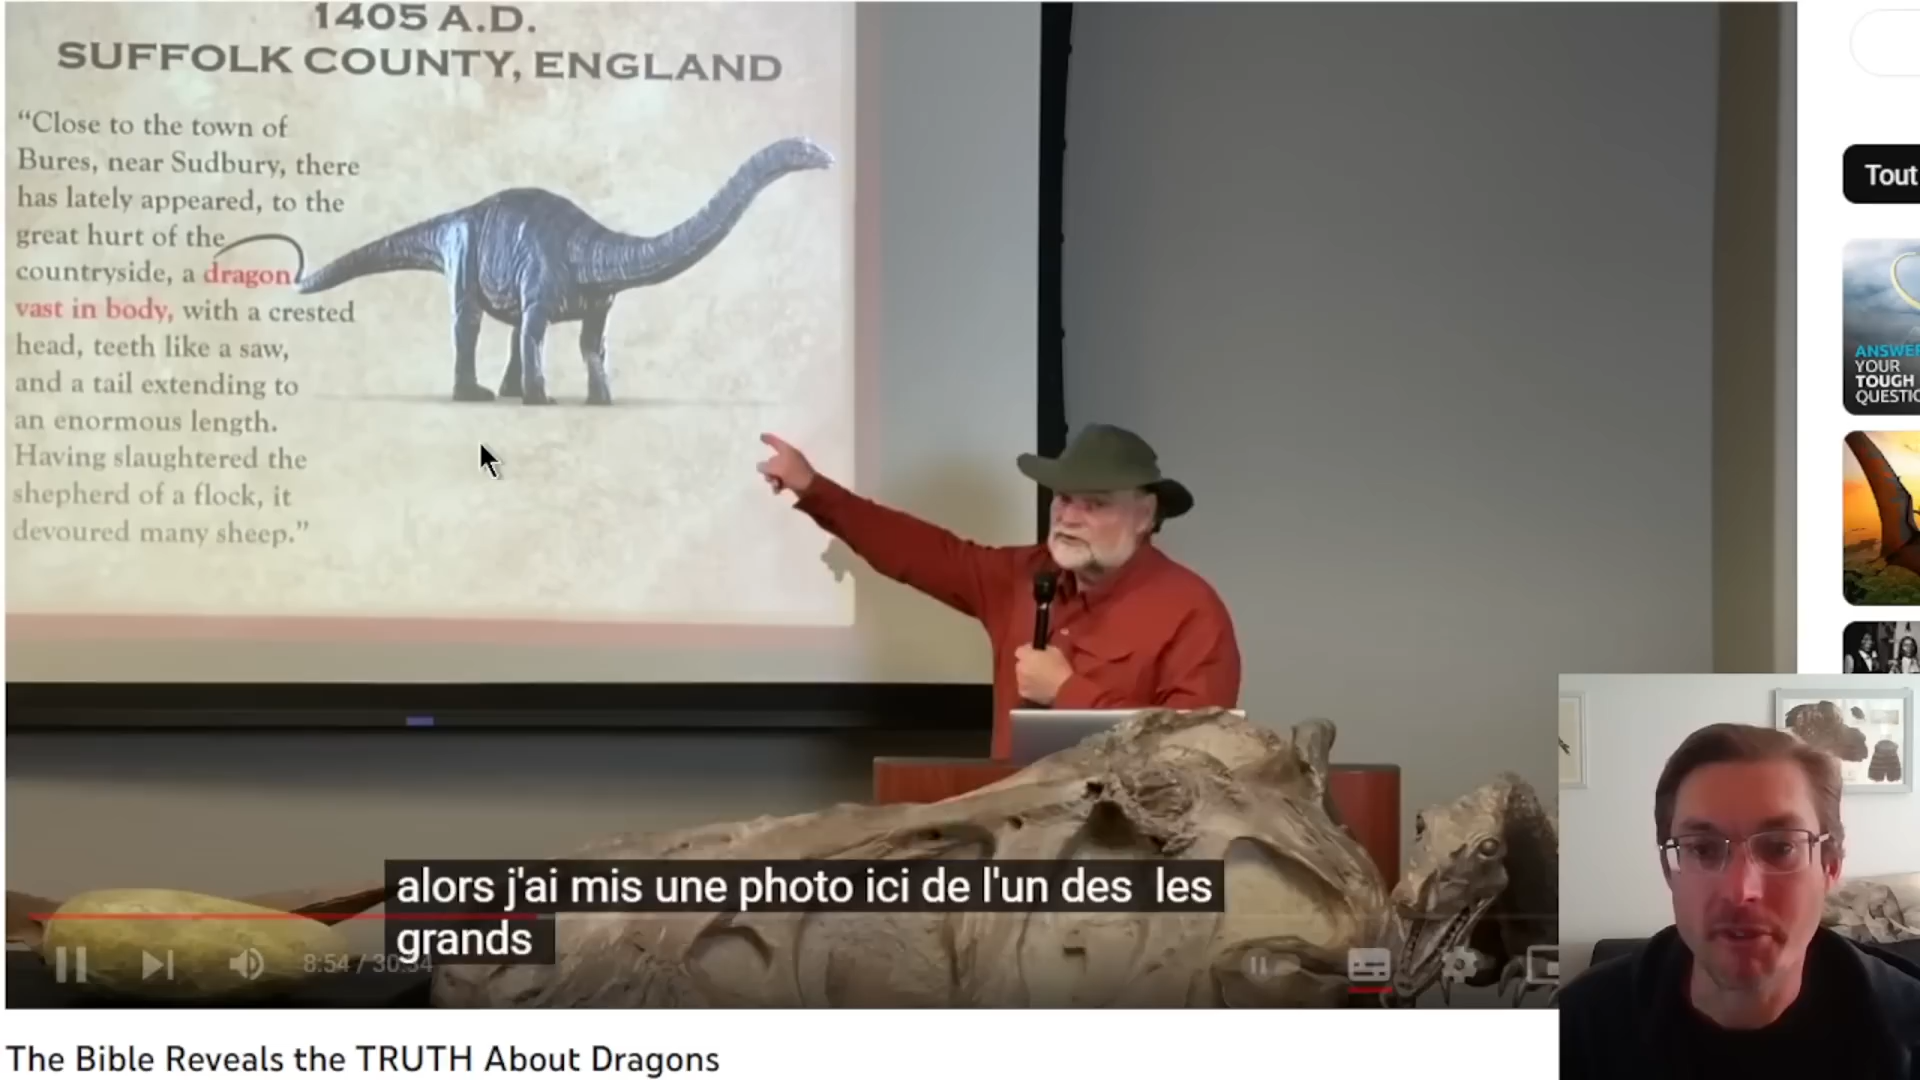 1405 A.D.
SUFFOLK COUNTY, ENGLAND
“Close to the town of
Bures, near Sudbury, there
has lately appeared, to the
great hurt of the
countryside, a dragon
vast in body, with a crested
head, teeth like a saw,
and a tail extending to
an enormous length.
Having slaughtered the
shepherd of a flock, it
devoured many sheep.”
alors j'ai mis une photo ici de l'un des les
grands
8:54 / 30:34
The Bible Reveals the TRUTH About Dragons
Tout
YOUR
TOUGH